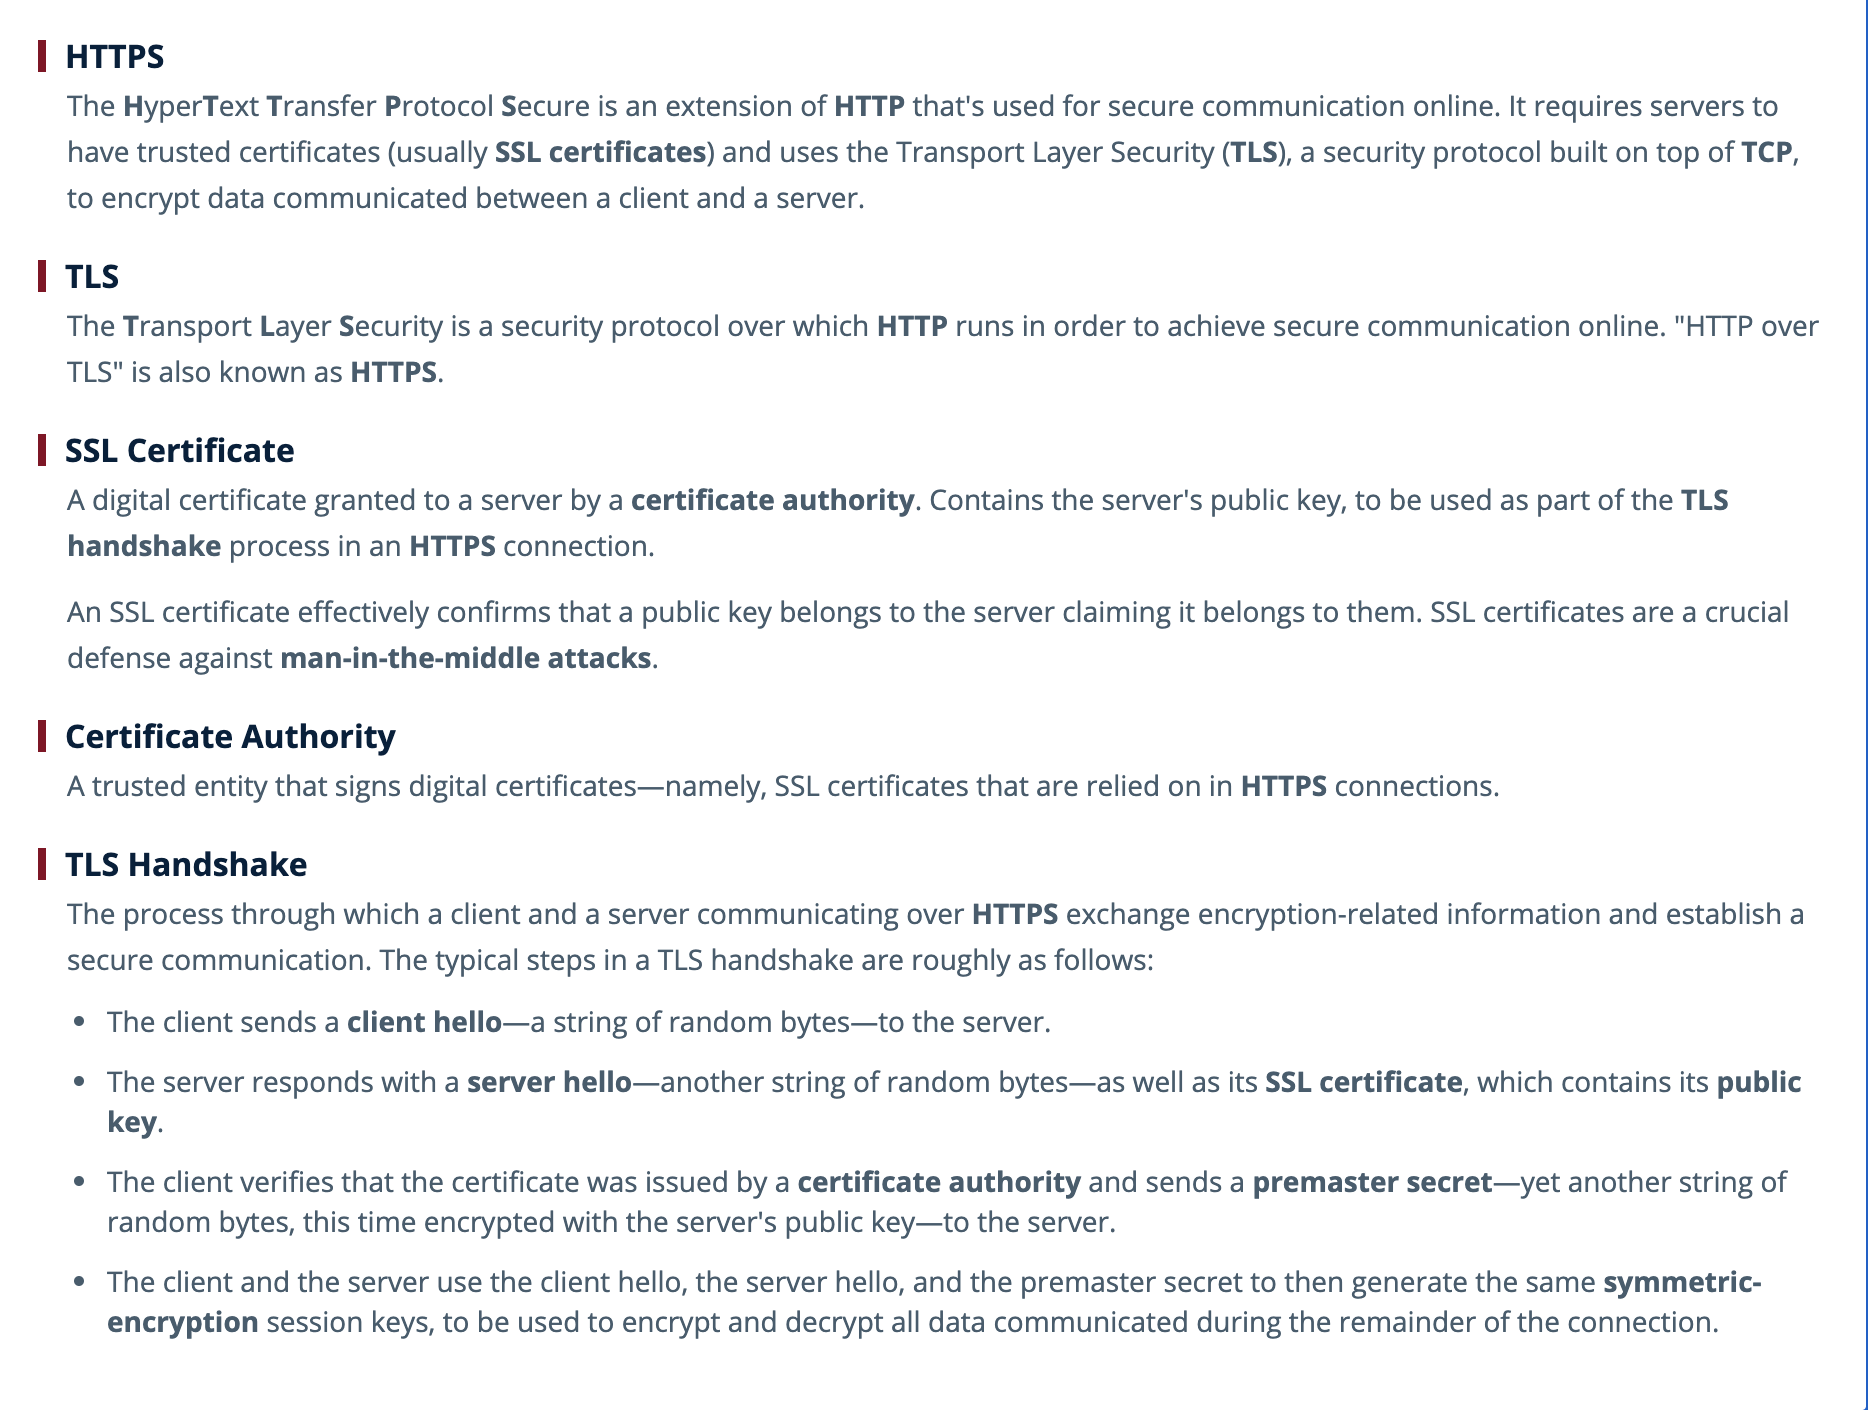 HTTPS
The HyperText Transfer Protocol Secure is an extension of HTTP that's used for secure communication online. It requires servers to
have trusted certificates (usually SSL certificates) and uses the Transport Layer Security (TLS), a security protocol built on top of TCP,
to encrypt data communicated between a client and a server.
TLS
The Transport Layer Security is a security protocol over which HTTP runs in order to achieve secure communication online. "HTTP over
TLS" is also known as HTTPS.
SSL Certificate
A digital certificate granted to a server by a certificate authority. Contains the server's public key, to be used as part of the TLS
handshake process in an HTTPS connection.
An SSL certificate effectively confirms that a public key belongs to the server claiming it belongs to them. SSL certificates are a crucial
defense against man-in-the-middle attacks.
Certificate Authority
A trusted entity that signs digital certificates—namely, SSL certificates that are relied on in HTTPS connections.
TLS Handshake
The process through which a client and a server communicating over HTTPS exchange encryption-related information and establish a
secure communication. The typical steps in a TLS handshake are roughly as follows:
• The client sends a client hello—a string of random bytes—to the server.
• The server responds with a server hello—another string of random bytes—as well as its SSL certificate, which contains its public
key.
• The client verifies that the certificate was issued by a certificate authority and sends a premaster secret—yet another string of
random bytes, this time encrypted with the server's public key—to the server.
• The client and the server use the client hello, the server hello, and the premaster secret to then generate the same symmetric-
encryption session keys, to be used to encrypt and decrypt all data communicated during the remainder of the connection.